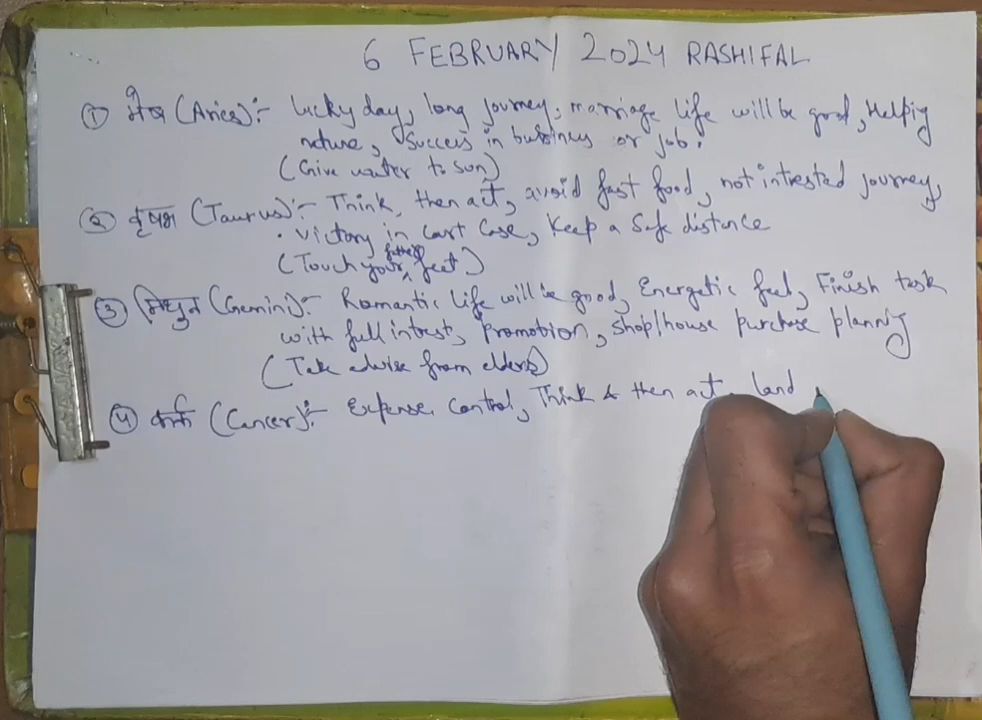 6 FEBRUARY 2024 RASHIFAL
① मेष (Aries):- lucky day, long journey, marriage life will be good, Helping
nature, success in bussiness or job.
(Give water to sun)
② वृषभ (Taurus):- Think, then act, avoid fast food, not intrested journey,
. Victory in cart case, Keep a safe distance
(Touch your father feet)
③ मिथुन (Gemini):- Romantic life will be good, Energetic feel, Finish task
with full intrest, promotion, shop/house purchase planning
(Take advise from elders)
④ कर्क (Cancer):- Expense control, Think & then act, land